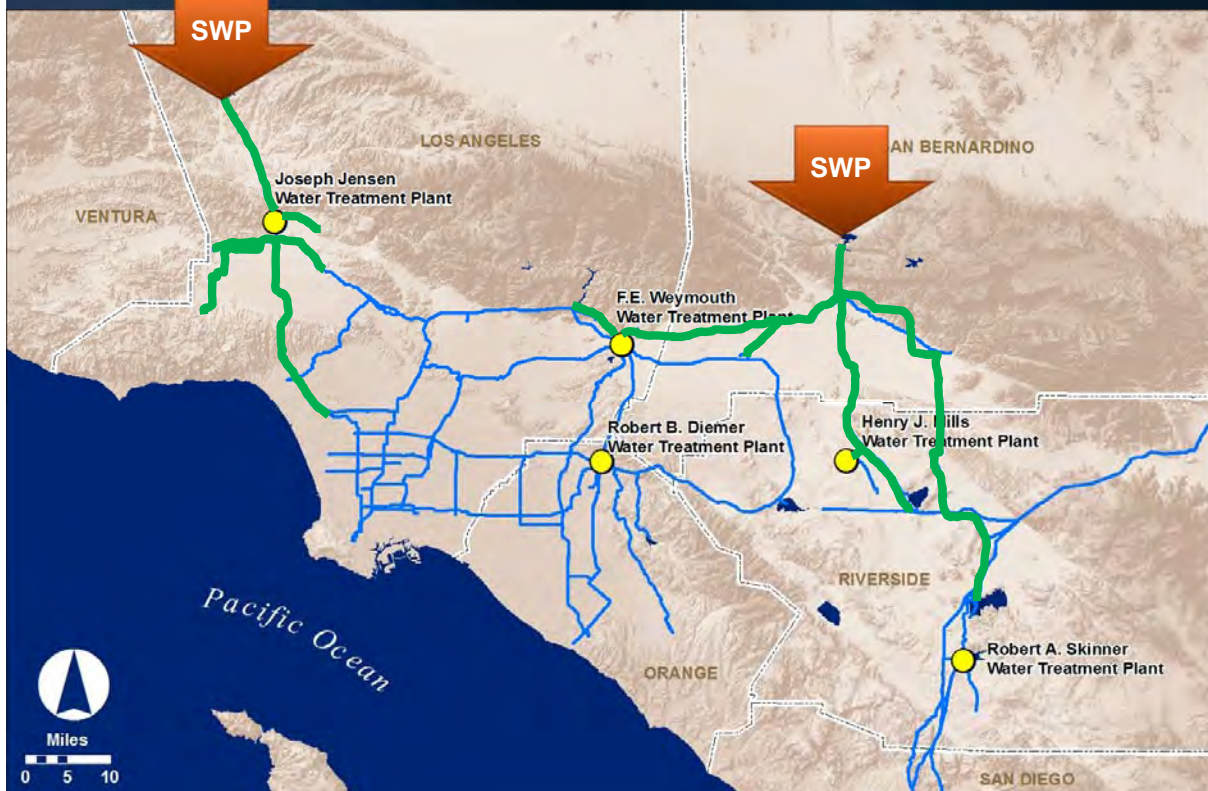 SWP
LOS ANGELES
SAN BERNARDINO
SWP
Joseph Jensen
Water Treatment Plant
VENTURA
F.E. Weymouth
Water Treatment Plant
Robert B. Diemer
Water Treatment Plant
Henry J. Mills
Water Treatment Plant
RIVERSIDE
Pacific Ocean
ORANGE
Robert A. Skinner
Water Treatment Plant
Miles
0 5 10
SAN DIEGO